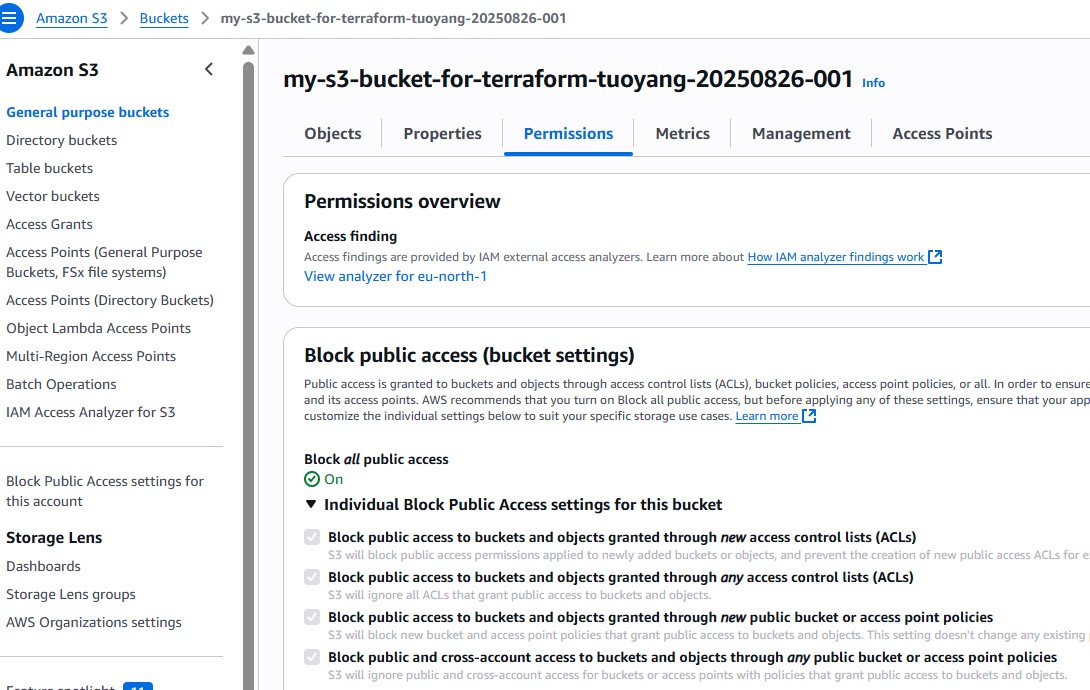 Amazon S3 > Buckets > my-s3-bucket-for-terraform-tuoyang-20250826-001
Amazon S3
General purpose buckets
Directory buckets
Table buckets
Vector buckets
Access Grants
Access Points (General Purpose
Buckets, FSx file systems)
Access Points (Directory Buckets)
Object Lambda Access Points
Multi-Region Access Points
Batch Operations
IAM Access Analyzer for S3
Block Public Access settings for
this account
Storage Lens
Dashboards
Storage Lens groups
AWS Organizations settings
Feature spotlight 11
my-s3-bucket-for-terraform-tuoyang-20250826-001 Info
Objects Properties Permissions Metrics Management Access Points
Permissions overview
Access finding
Access findings are provided by IAM external access analyzers. Learn more about How IAM analyzer findings work
View analyzer for eu-north-1
Block public access (bucket settings)
Public access is granted to buckets and objects through access control lists (ACLs), bucket policies, access point policies, or all. In order to ensure
and its access points. AWS recommends that you turn on Block all public access, but before applying any of these settings, ensure that your app
customize the individual settings below to suit your specific storage use cases. Learn more
Block all public access
On
Individual Block Public Access settings for this bucket
Block public access to buckets and objects granted through new access control lists (ACLs)
S3 will block public access permissions applied to newly added buckets or objects, and prevent the creation of new public access ACLs for e
Block public access to buckets and objects granted through any access control lists (ACLs)
S3 will ignore all ACLs that grant public access to buckets and objects.
Block public access to buckets and objects granted through new public bucket or access point policies
S3 will block new bucket and access point policies that grant public access to buckets and objects. This setting doesn't change any existing
Block public and cross-account access to buckets and objects through any public bucket or access point policies
S3 will ignore public and cross-account access for buckets or access points with policies that grant public access to buckets and objects.